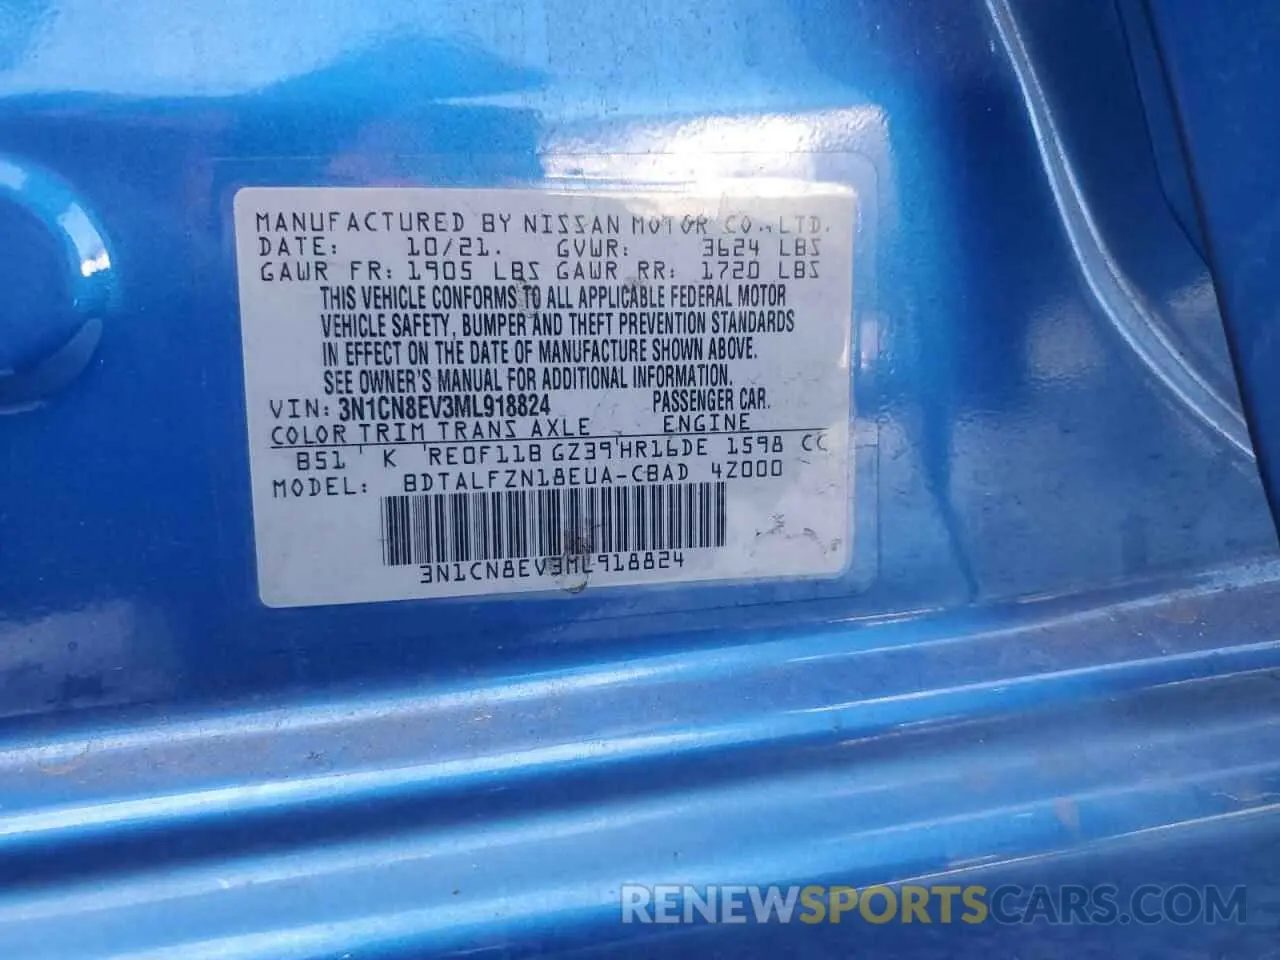 MANUFACTURED BY NISSAN MOTOR CO., LTD.
DATE: 10/21. GVWR: 3624 LBS
GAWR FR: 1905 LBS GAWR RR: 1720 LBS
THIS VEHICLE CONFORMS TO ALL APPLICABLE FEDERAL MOTOR
VEHICLE SAFETY, BUMPER AND THEFT PREVENTION STANDARDS
IN EFFECT ON THE DATE OF MANUFACTURE SHOWN ABOVE.
SEE OWNER'S MANUAL FOR ADDITIONAL INFORMATION.
VIN: 3N1CN8EV3ML918824 PASSENGER CAR.
COLOR TRIM TRANS AXLE ENGINE
B51 K RE0F11B GZ39 HR16DE 1598 CC
MODEL: BDTALFZN18EUA-CBAD 4Z000
3N1CN8EV3ML918824
RENEWSPORTSCARS.COM